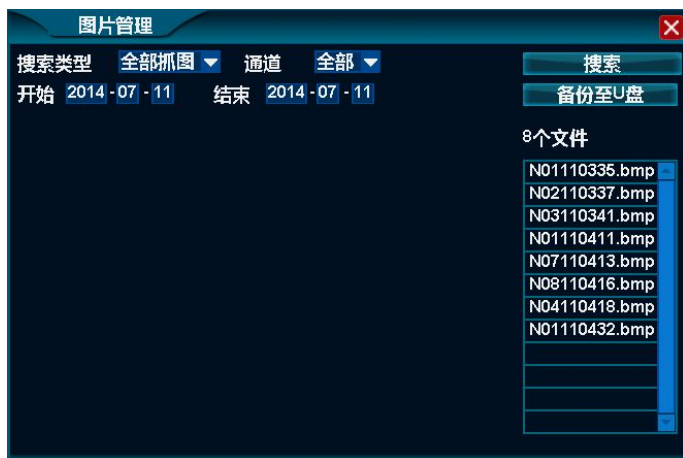 图片管理
搜索类型 全部抓图 通道 全部 搜索
开始 2014-07-11 结束 2014-07-11 备份至U盘
8个文件
N01110335.bmp
N02110337.bmp
N03110341.bmp
N01110411.bmp
N07110413.bmp
N08110416.bmp
N04110418.bmp
N01110432.bmp